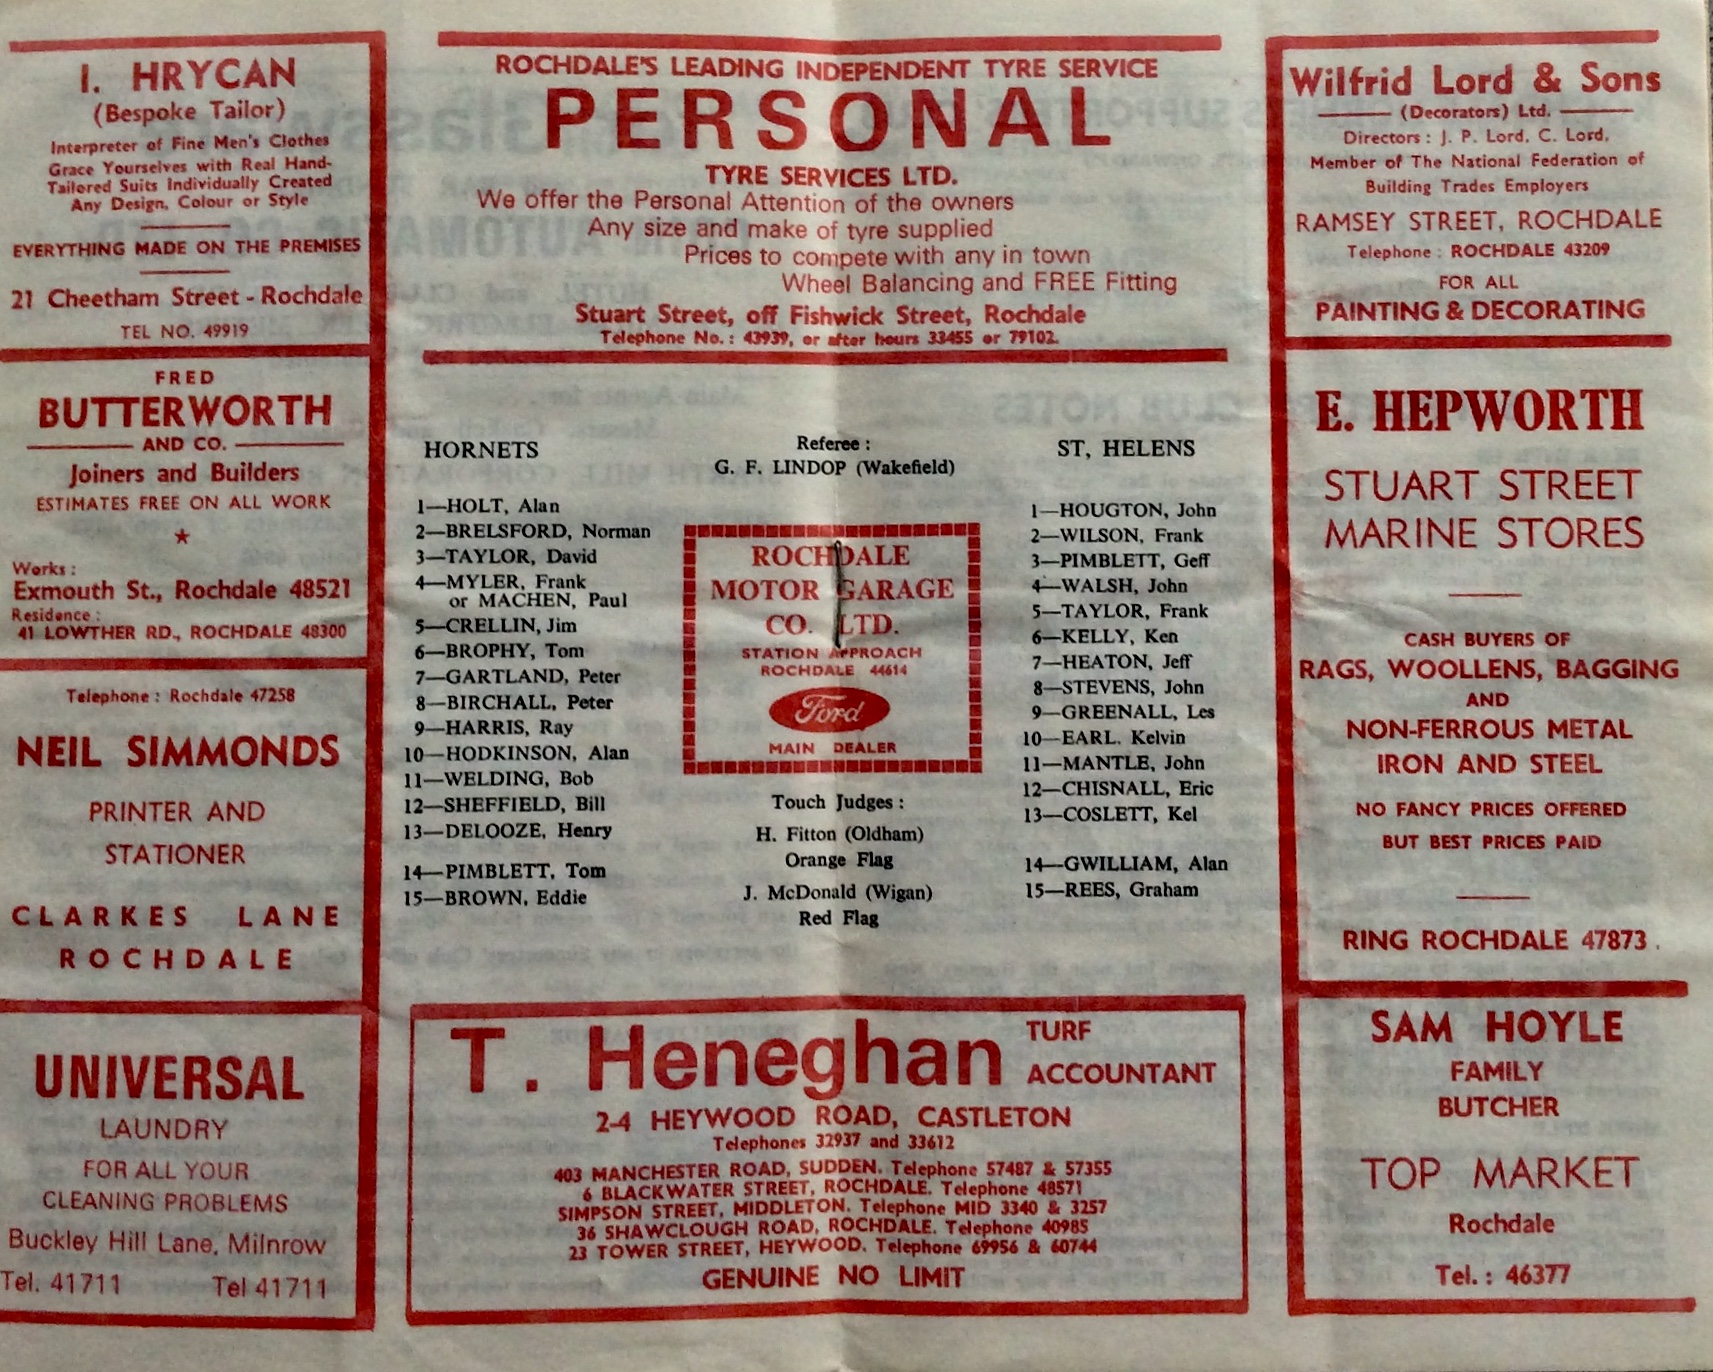 I. HRYCAN
(Bespoke Tailor)
Interpreter of Fine Men's Clothes
Grace Yourselves with Real Hand-
Tailored Suits Individually Created
Any Design, Colour or Style
EVERYTHING MADE ON THE PREMISES
21 Cheetham Street - Rochdale
TEL NO. 49919
FRED
BUTTERWORTH
AND CO.
Joiners and Builders
ESTIMATES FREE ON ALL WORK
★
Works :
Exmouth St., Rochdale 48521
Residence :
41 LOWTHER RD., ROCHDALE 48300
Telephone : Rochdale 47258
NEIL SIMMONDS
PRINTER AND
STATIONER
CLARKES LANE
ROCHDALE
UNIVERSAL
LAUNDRY
FOR ALL YOUR
CLEANING PROBLEMS
Buckley Hill Lane, Milnrow
Tel. 41711 Tel 41711
ROCHDALE'S LEADING INDEPENDENT TYRE SERVICE
PERSONAL
TYRE SERVICES LTD.
We offer the Personal Attention of the owners
Any size and make of tyre supplied
Prices to compete with any in town
Wheel Balancing and FREE Fitting
Stuart Street, off Fishwick Street, Rochdale
Telephone No. : 43939, or after hours 33455 or 79102.
HORNETS
1—HOLT, Alan
2—BRELSFORD, Norman
3—TAYLOR, David
4—MYLER, Frank
or MACHEN, Paul
5—CRELLIN, Jim
6—BROPHY, Tom
7—GARTLAND, Peter
8—BIRCHALL, Peter
9—HARRIS, Ray
10—HODKINSON, Alan
11—WELDING, Bob
12—SHEFFIELD, Bill
13—DELOOZE, Henry
14—PIMBLETT, Tom
15—BROWN, Eddie
Referee :
G. F. LINDOP (Wakefield)
ROCHDALE
MOTOR GARAGE
CO. LTD.
STATION APPROACH
ROCHDALE 44614
Ford
MAIN DEALER
Touch Judges :
H. Fitton (Oldham)
Orange Flag
J. McDonald (Wigan)
Red Flag
ST, HELENS
1—HOUGTON, John
2—WILSON, Frank
3—PIMBLETT, Geff
4—WALSH, John
5—TAYLOR, Frank
6—KELLY, Ken
7—HEATON, Jeff
8—STEVENS, John
9—GREENALL, Les
10—EARL. Kelvin
11—MANTLE, John
12—CHISNALL, Eric
13—COSLETT, Kel
14—GWILLIAM, Alan
15—REES, Graham
T. Heneghan TURF
ACCOUNTANT
2-4 HEYWOOD ROAD, CASTLETON
Telephones 32937 and 33612
403 MANCHESTER ROAD, SUDDEN. Telephone 57487 & 57355
6 BLACKWATER STREET, ROCHDALE. Telephone 48571
SIMPSON STREET, MIDDLETON. Telephone MID 3340 & 3257
36 SHAWCLOUGH ROAD, ROCHDALE. Telephone 40985
23 TOWER STREET, HEYWOOD. Telephone 69956 & 60744
GENUINE NO LIMIT
Wilfrid Lord & Sons
(Decorators) Ltd.
Directors : J. P. Lord, C. Lord,
Member of The National Federation of
Building Trades Employers
RAMSEY STREET, ROCHDALE
Telephone : ROCHDALE 43209
FOR ALL
PAINTING & DECORATING
E. HEPWORTH
STUART STREET
MARINE STORES
CASH BUYERS OF
RAGS, WOOLLENS, BAGGING
AND
NON-FERROUS METAL
IRON AND STEEL
NO FANCY PRICES OFFERED
BUT BEST PRICES PAID
RING ROCHDALE 47873 .
SAM HOYLE
FAMILY
BUTCHER
TOP MARKET
Rochdale
Tel. : 46377